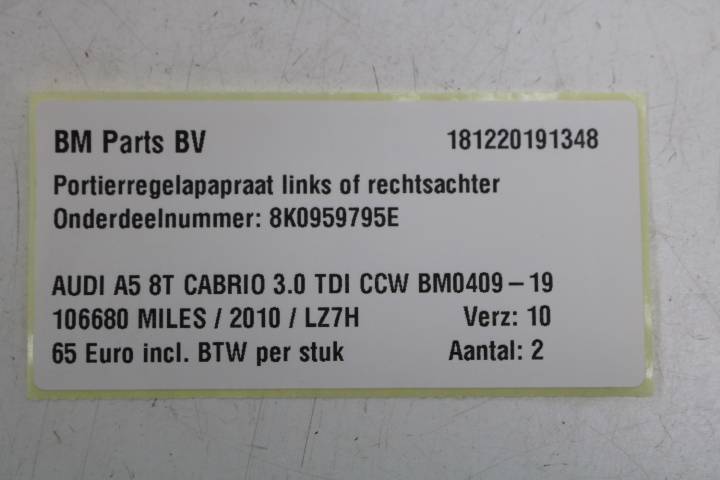 BM Parts BV 181220191348
Portierregelapapraat links of rechtsachter
Onderdeelnummer: 8K0959795E
AUDI A5 8T CABRIO 3.0 TDI CCW BM0409 – 19
106680 MILES / 2010 / LZ7H Verz: 10
65 Euro incl. BTW per stuk Aantal: 2